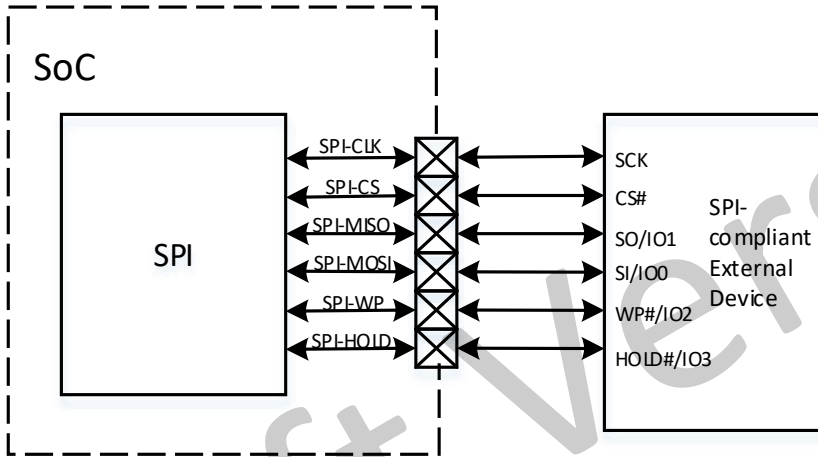 SoC
SPI
SPI-CLK
SPI-CS
SPI-MISO
SPI-MOSI
SPI-WP
SPI-HOLD
SCK
CS#
SO/IO1
SI/IO0
WP#/IO2
HOLD#/IO3
SPI-
compliant
External
Device